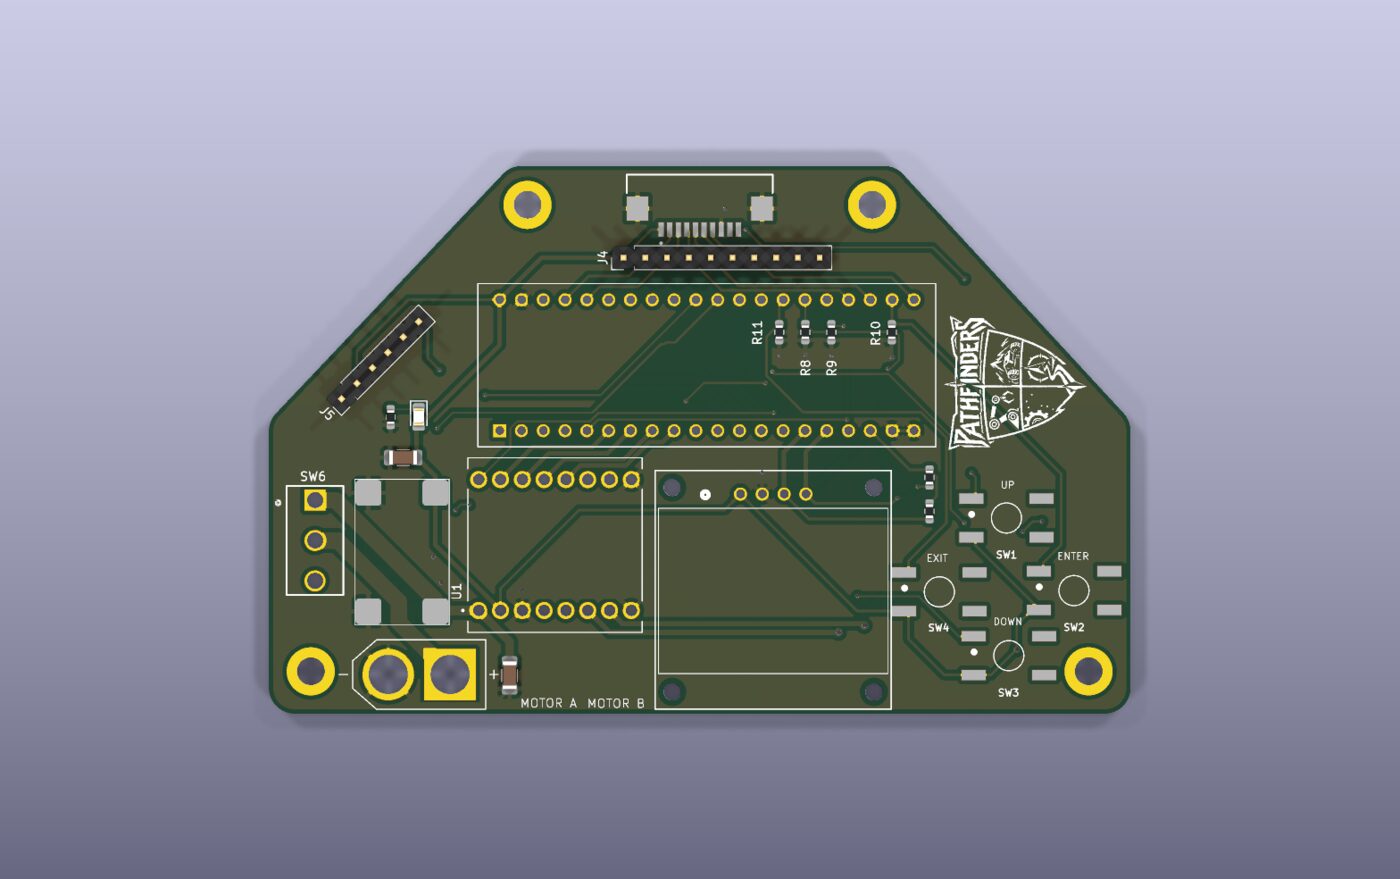 J4
R11
R8
R9
R10
PATHFINDERS
J5
SW6
UP
SW1
EXIT
ENTER
U1
SW4
DOWN
SW2
- +
SW3
MOTOR A MOTOR B